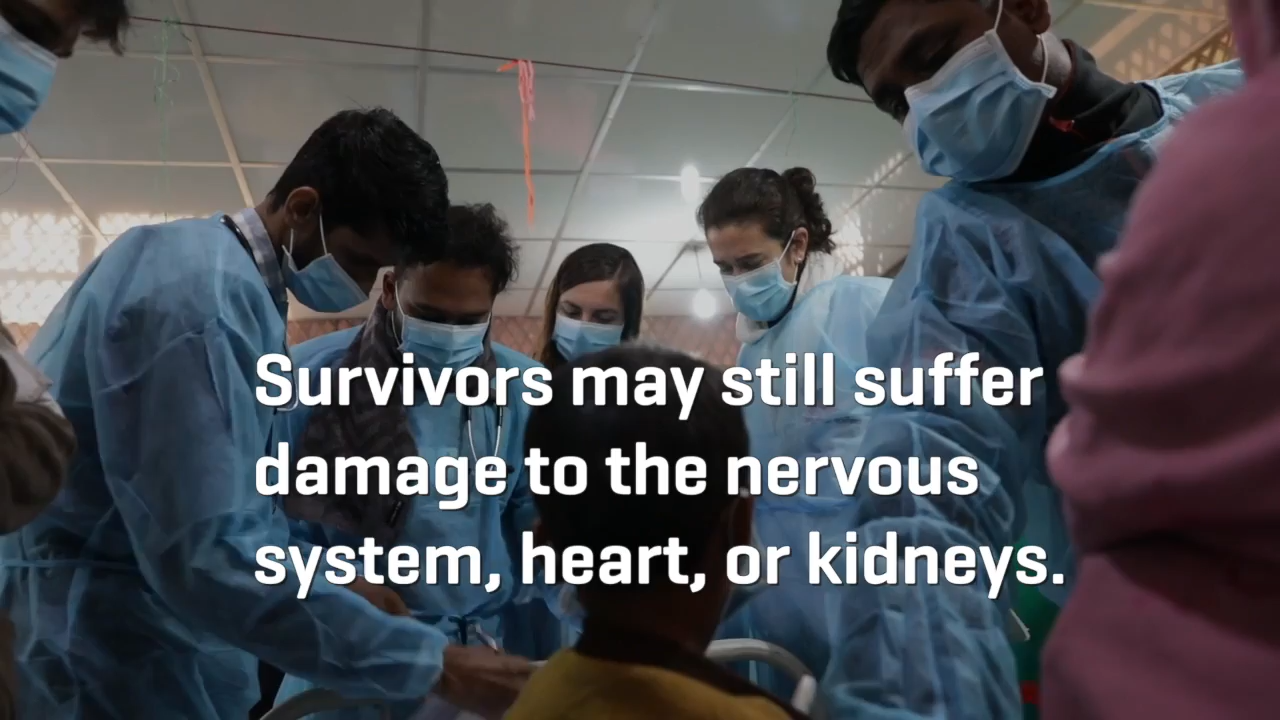 Survivors may still suffer
damage to the nervous
system, heart, or kidneys.